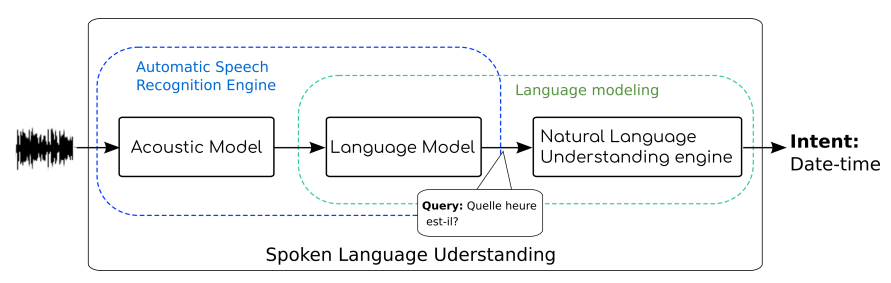 Automatic Speech
Recognition Engine
Language modeling
Acoustic Model
Language Model
Natural Language
Understanding engine
Intent:
Date-time
Query: Quelle heure
est-il?
Spoken Language Uderstanding